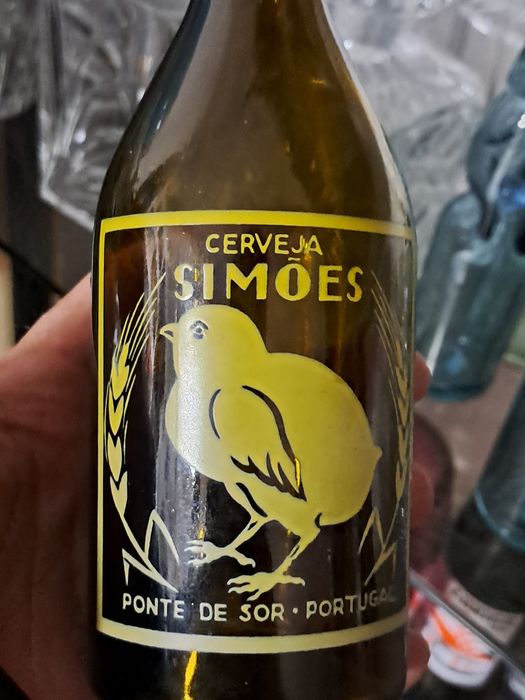 CERVEJA
SIMÕES
PONTE DE SOR · PORTUGAL